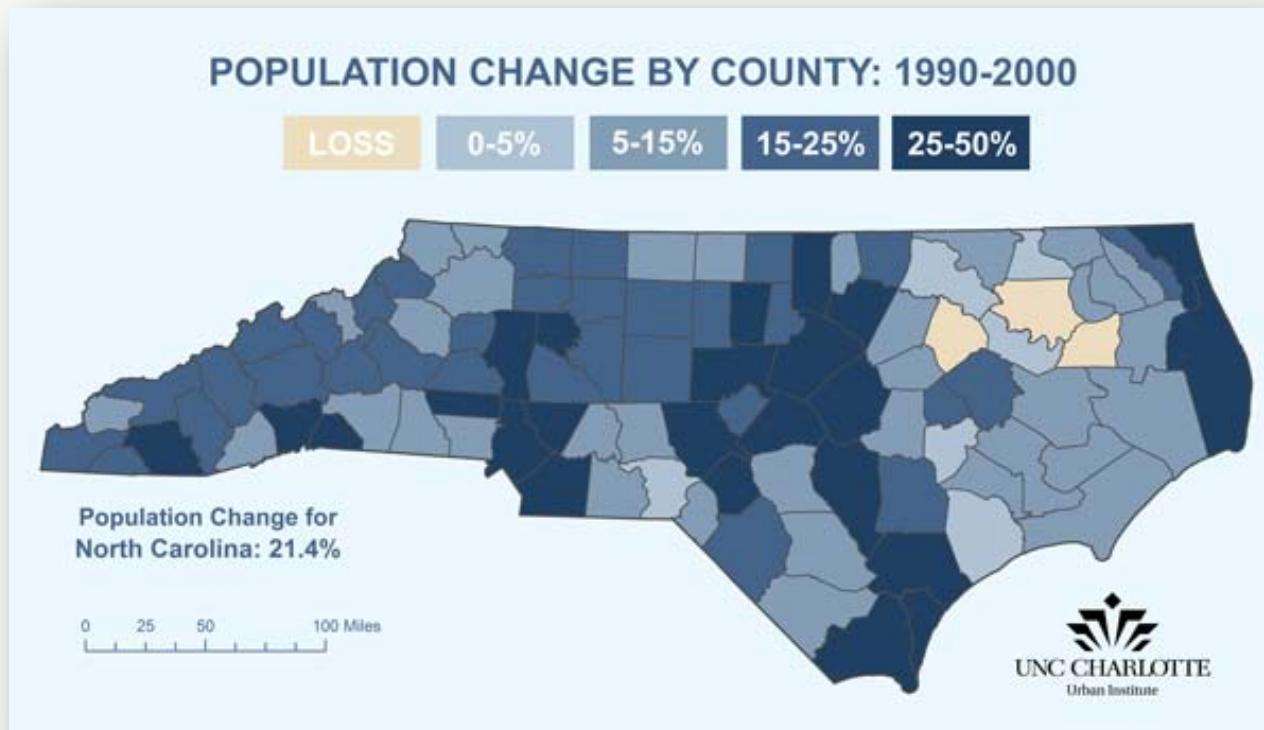 POPULATION CHANGE BY COUNTY: 1990-2000
LOSS 0-5% 5-15% 15-25% 25-50%
Population Change for
North Carolina: 21.4%
0 25 50 100 Miles
UNC CHARLOTTE
Urban Institute